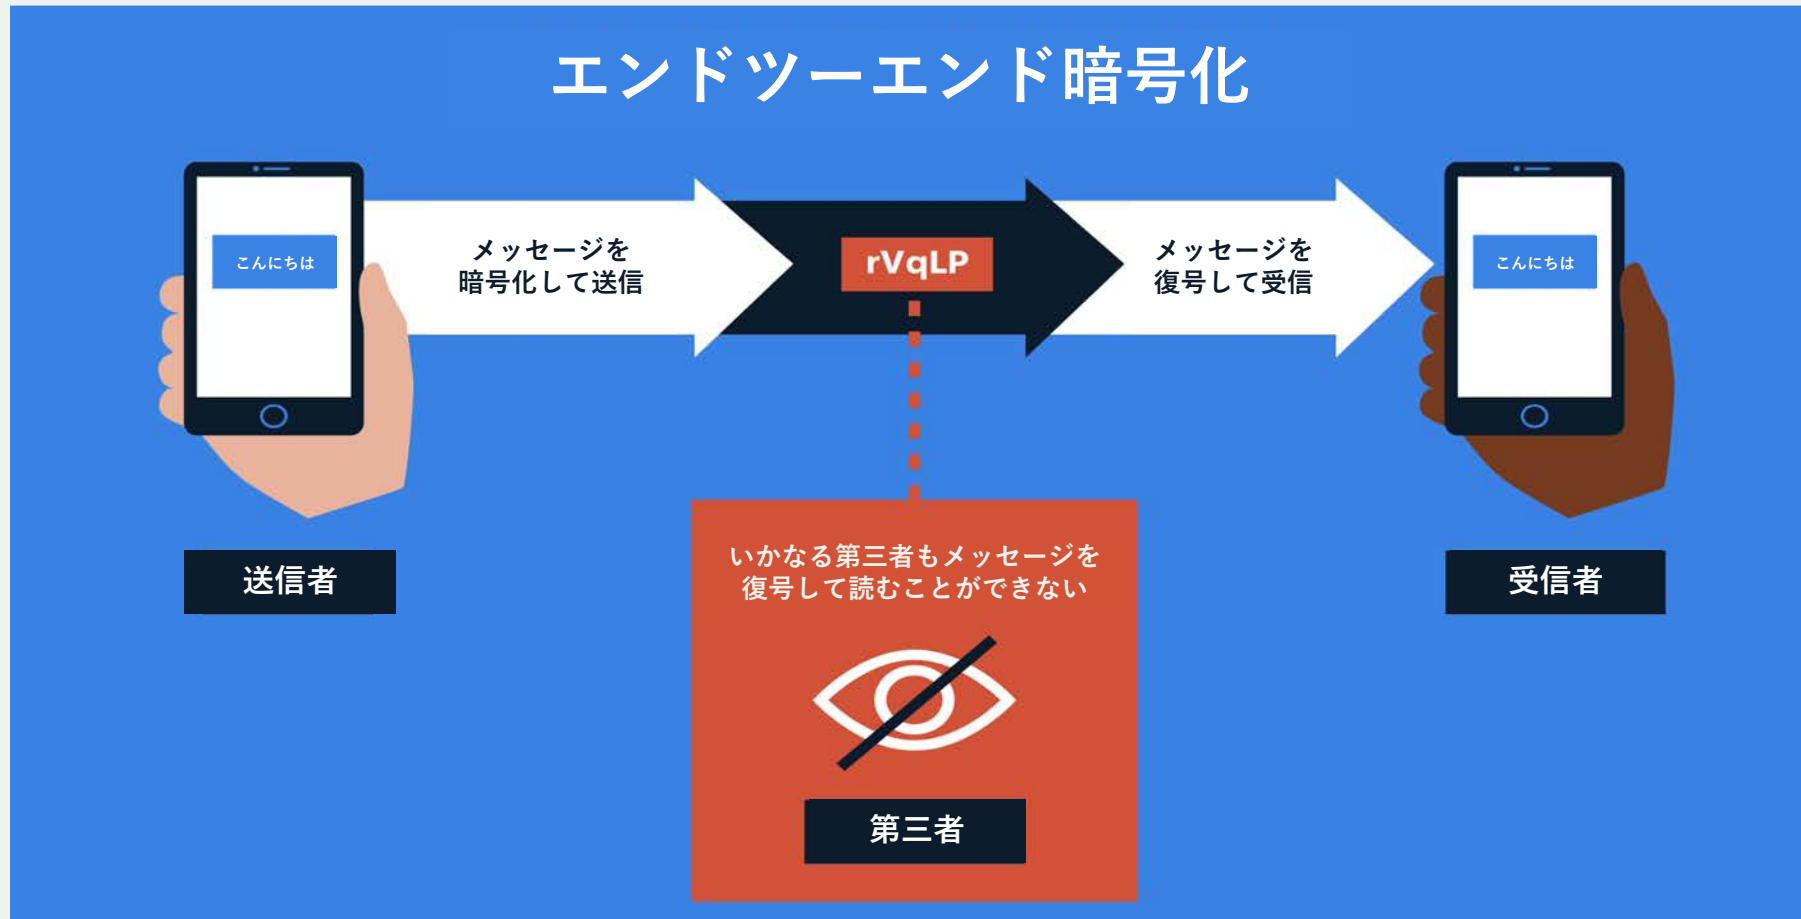 エンドツーエンド暗号化
こんにちは
メッセージを
暗号化して送信
rVqLP
メッセージを
復号して受信
こんにちは
送信者
いかなる第三者もメッセージを
復号して読むことができない
第三者
受信者